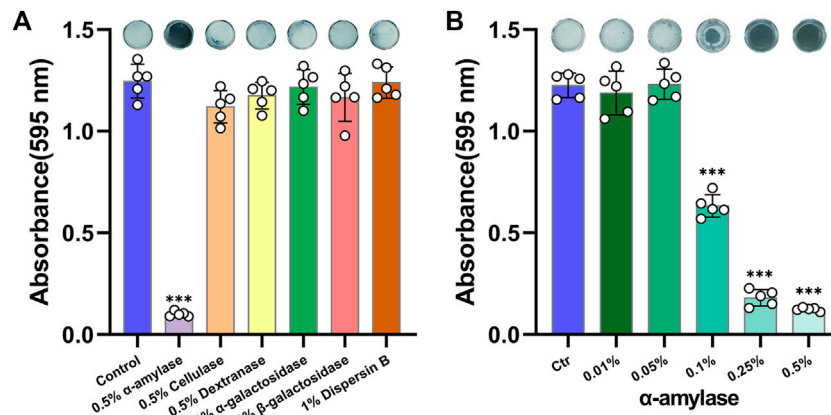 A
Absorbance(595 nm)
1.5
1.0
0.5
0.0
***
Control
0.5% α-amylase
0.5% Cellulase
0.5% Dextranase
% α-galactosidase
% β-galactosidase
1% Dispersin B
B
Absorbance(595 nm)
1.5
1.0
0.5
0.0
***
***
***
Ctr
0.01%
0.05%
0.1%
0.25%
0.5%
α-amylase